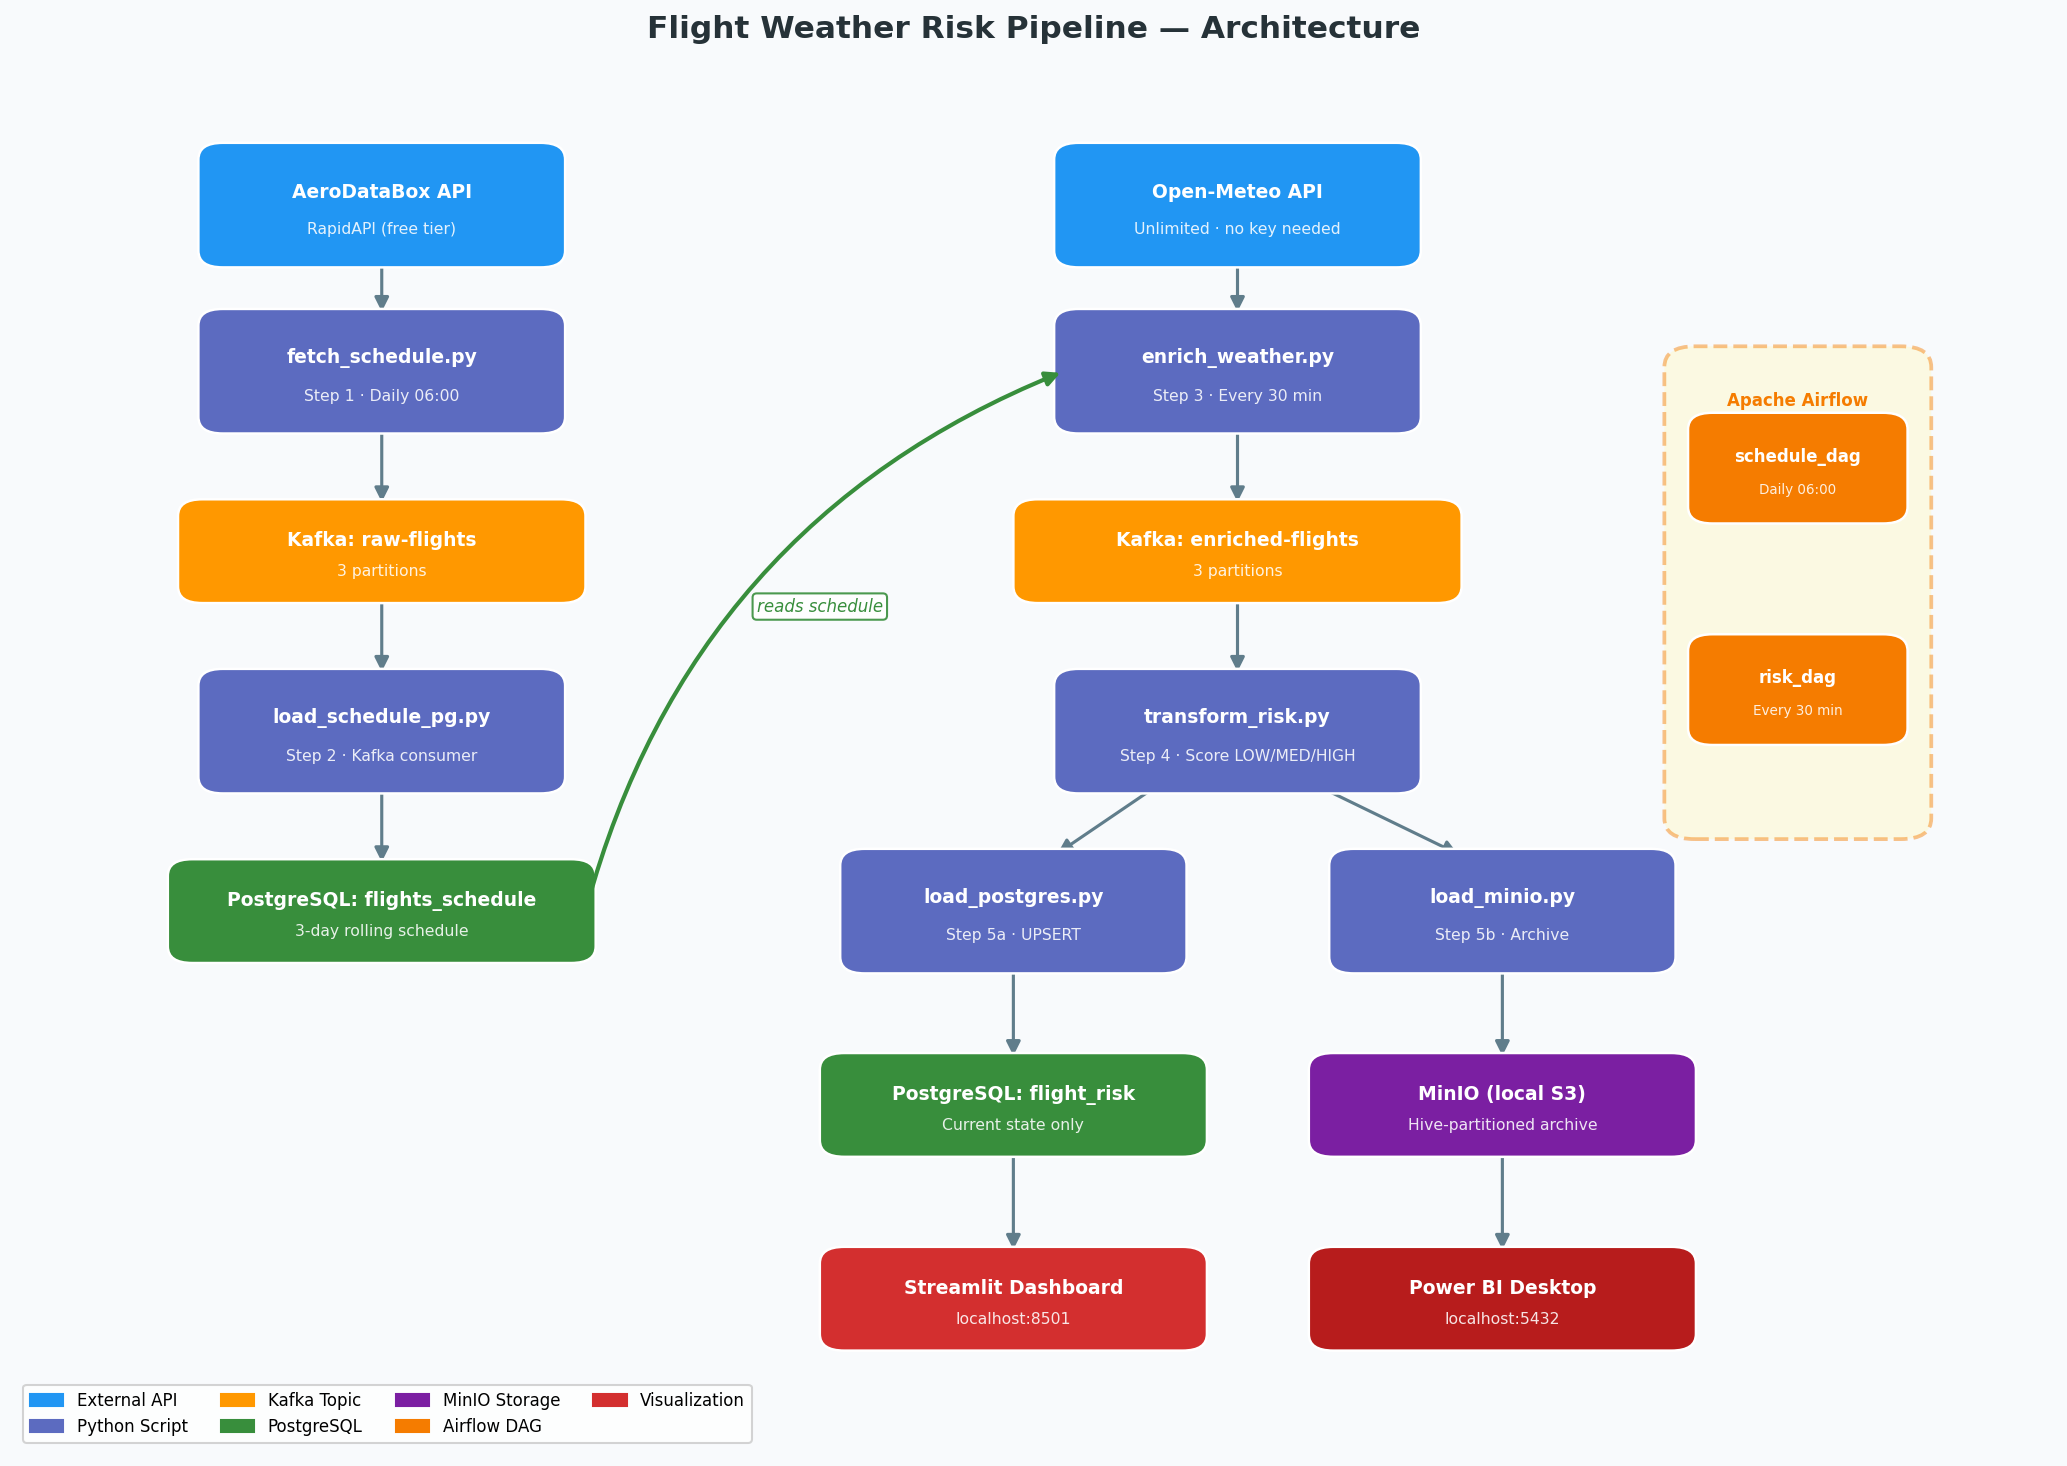 Flight Weather Risk Pipeline — Architecture
AeroDataBox API
RapidAPI (free tier)
Open-Meteo API
Unlimited · no key needed
fetch_schedule.py
Step 1 · Daily 06:00
enrich_weather.py
Step 3 · Every 30 min
Apache Airflow
schedule_dag
Daily 06:00
Kafka: raw-flights
3 partitions
Kafka: enriched-flights
3 partitions
reads schedule
risk_dag
Every 30 min
load_schedule_pg.py
Step 2 · Kafka consumer
transform_risk.py
Step 4 · Score LOW/MED/HIGH
PostgreSQL: flights_schedule
3-day rolling schedule
load_postgres.py
Step 5a · UPSERT
load_minio.py
Step 5b · Archive
PostgreSQL: flight_risk
Current state only
MinIO (local S3)
Hive-partitioned archive
Streamlit Dashboard
localhost:8501
Power BI Desktop
localhost:5432
External API
Python Script
Kafka Topic
PostgreSQL
MinIO Storage
Airflow DAG
Visualization